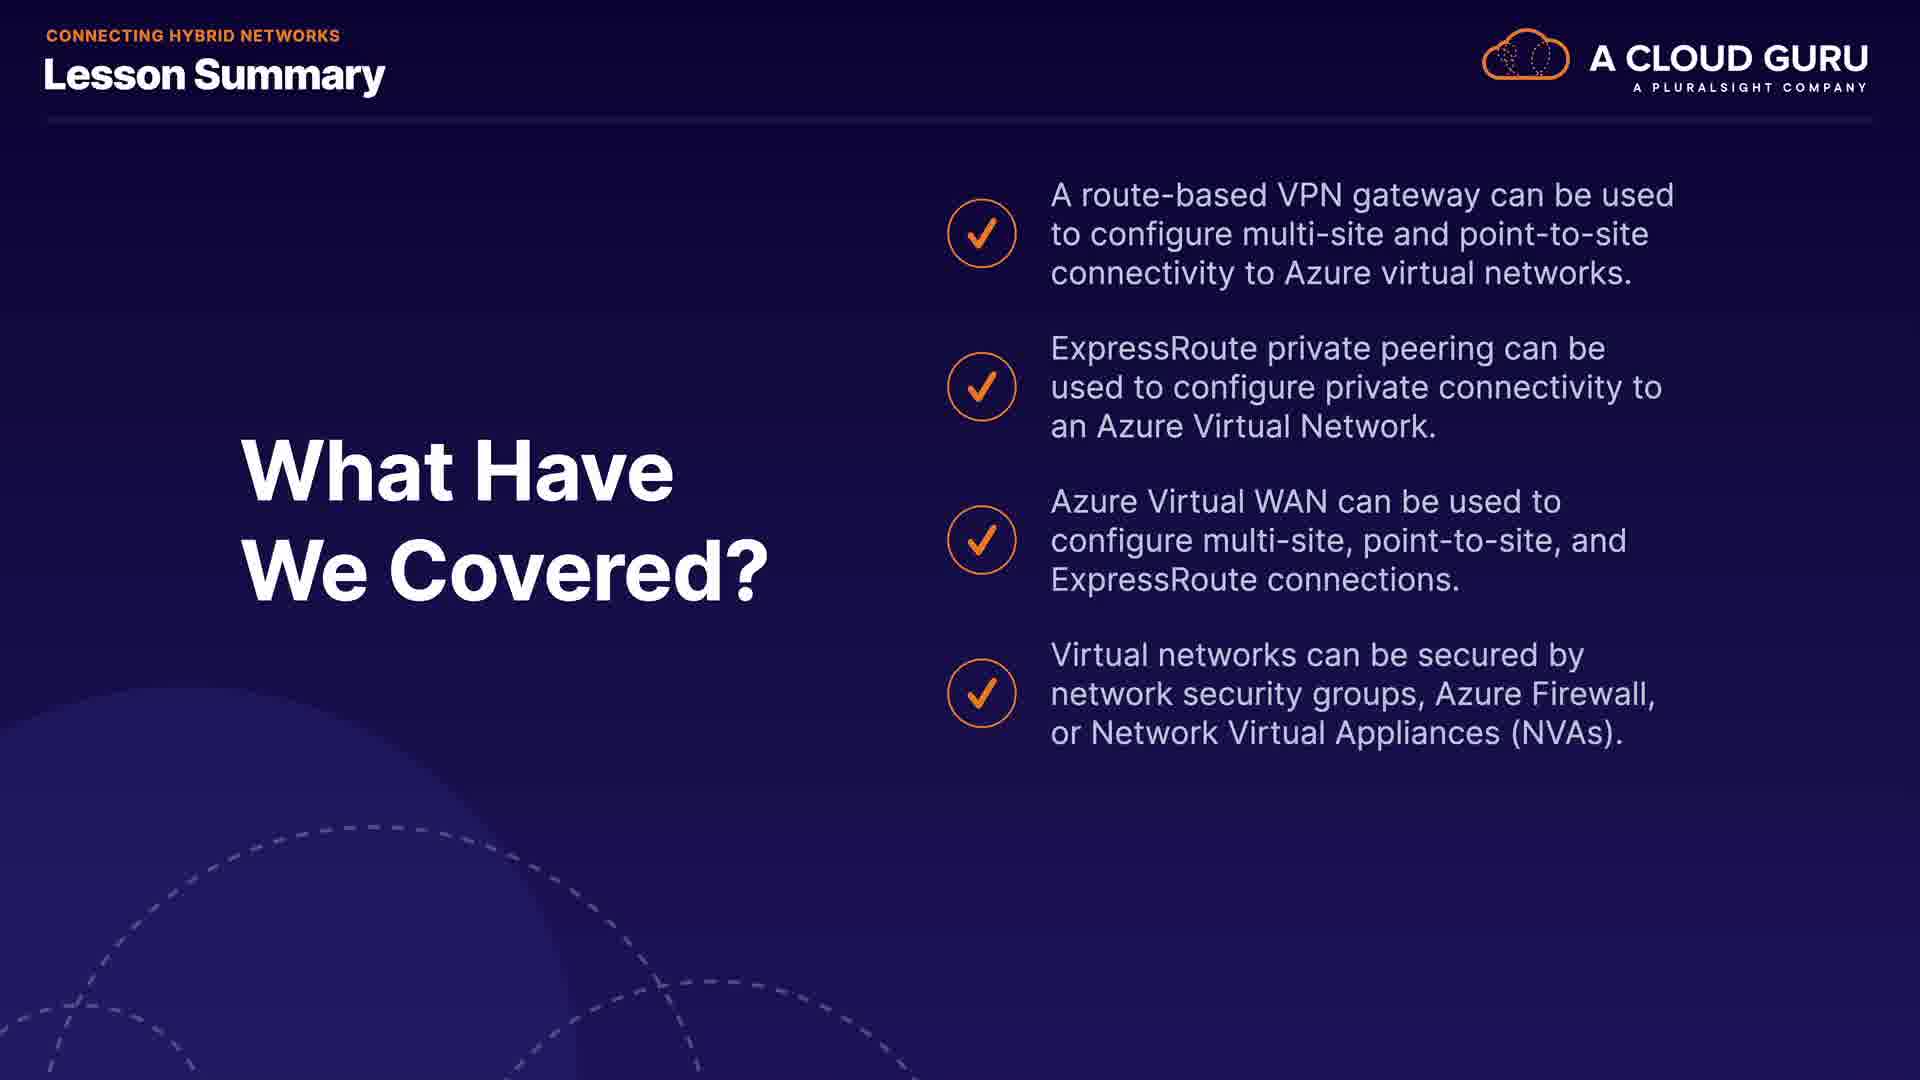 CONNECTING HYBRID NETWORKS
Lesson Summary
A CLOUD GURU
A PLURALSIGHT COMPANY
What Have
We Covered?
A route-based VPN gateway can be used
to configure multi-site and point-to-site
connectivity to Azure virtual networks.
ExpressRoute private peering can be
used to configure private connectivity to
an Azure Virtual Network.
Azure Virtual WAN can be used to
configure multi-site, point-to-site, and
ExpressRoute connections.
Virtual networks can be secured by
network security groups, Azure Firewall,
or Network Virtual Appliances (NVAs).